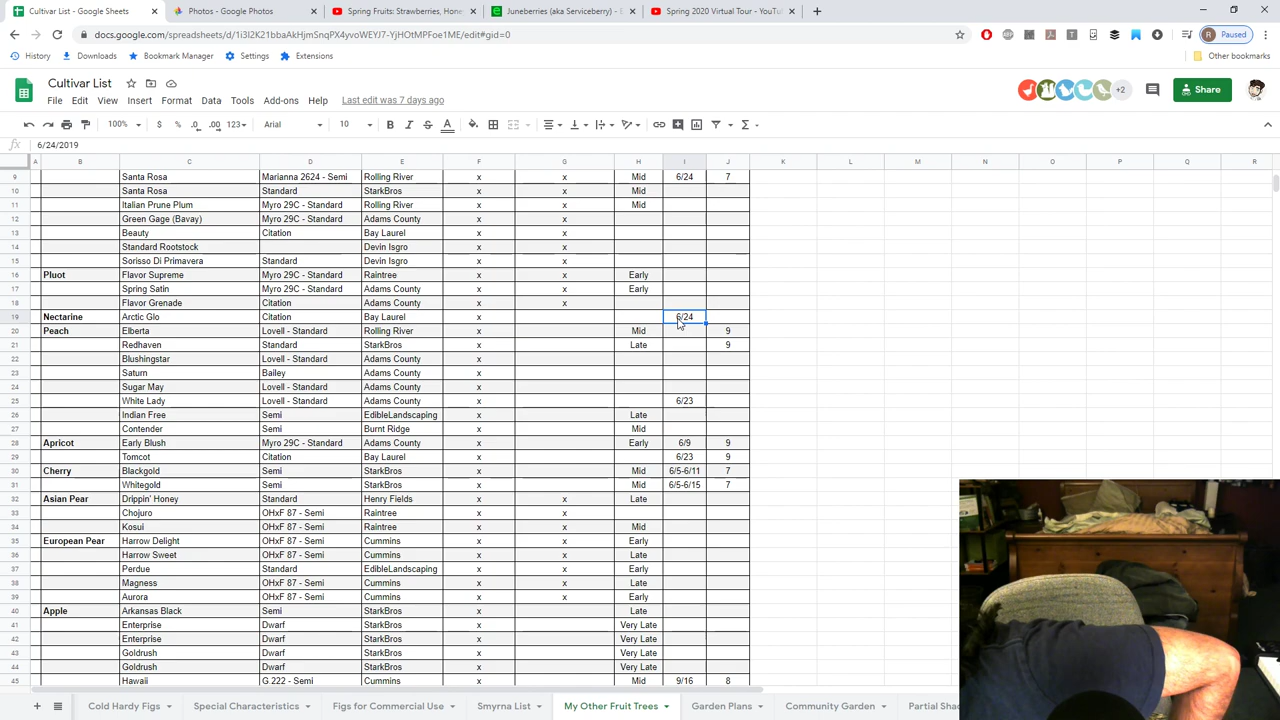 Cultivar List - Google Sheets
Photos - Google Photos
Spring Fruits: Strawberries, Hone
Juneberries (aka Serviceberry) - E
Spring 2020 Virtual Tour - YouT
docs.google.com/spreadsheets/d/1i3I2K21bbaAkHjmSnqPX4yvoWEYJ7-YjHOtMPFoe1ME/edit#gid=0
R Paused
History Downloads Bookmark Manager Settings Extensions Other bookmarks
Cultivar List
File Edit View Insert Format Data Tools Add-ons Help Last edit was 7 days ago
+2
Share
100% $ % .0 .00 123 Arial 10 B I S A
fx 6/24/2019
A B C D E F G H I J K L M N O P Q R
9 Santa Rosa Marianna 2624 - Semi Rolling River x x Mid 6/24 7
10 Santa Rosa Standard StarkBros x x Mid
11 Italian Prune Plum Myro 29C - Standard Rolling River x x Mid
12 Green Gage (Bavay) Myro 29C - Standard Adams County x x
13 Beauty Citation Bay Laurel x x
14 Standard Rootstock Devin Isgro x x
15 Sorisso Di Primavera Standard Devin Isgro x x
16 Pluot Flavor Supreme Myro 29C - Standard Raintree x x Early
17 Spring Satin Myro 29C - Standard Adams County x x Early
18 Flavor Grenade Citation Adams County x x
19 Nectarine Arctic Glo Citation Bay Laurel x 6/24
20 Peach Elberta Lovell - Standard Rolling River x Mid 9
21 Redhaven Standard StarkBros x Late 9
22 Blushingstar Lovell - Standard Adams County x
23 Saturn Bailey Adams County x
24 Sugar May Lovell - Standard Adams County x
25 White Lady Lovell - Standard Adams County x 6/23
26 Indian Free Semi EdibleLandscaping x Late
27 Contender Semi Burnt Ridge x Mid
28 Apricot Early Blush Myro 29C - Standard Adams County x Early 6/9 9
29 Tomcot Citation Bay Laurel x 6/23 9
30 Cherry Blackgold Semi StarkBros x Mid 6/5-6/11 7
31 Whitegold Semi StarkBros x Mid 6/5-6/15 7
32 Asian Pear Drippin' Honey Standard Henry Fields x x Late
33 Chojuro OHxF 87 - Semi Raintree x x
34 Kosui OHxF 87 - Semi Raintree x x Mid
35 European Pear Harrow Delight OHxF 87 - Semi Cummins x x Early
36 Harrow Sweet OHxF 87 - Semi Cummins x x Late
37 Perdue Standard EdibleLandscaping x x Early
38 Magness OHxF 87 - Semi Cummins x x Late
39 Aurora OHxF 87 - Semi Cummins x x Early
40 Apple Arkansas Black Semi StarkBros x Late
41 Enterprise Dwarf StarkBros x Very Late
42 Enterprise Dwarf StarkBros x Very Late
43 Goldrush Dwarf StarkBros x Very Late
44 Goldrush Dwarf StarkBros x Very Late
45 Hawaii G.222 - Semi Cummins x Mid 9/16 8
Cold Hardy Figs Special Characteristics Figs for Commercial Use Smyrna List My Other Fruit Trees Garden Plans Community Garden Partial Sha